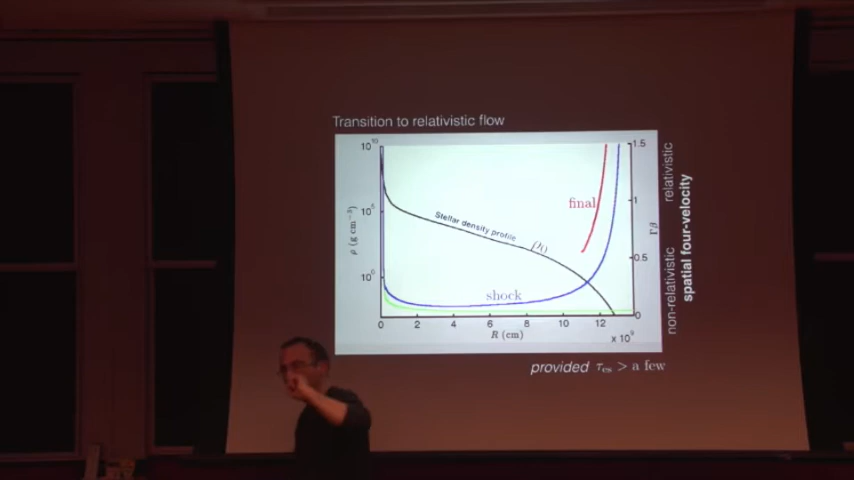 Transition to relativistic flow
10^10
10^5
10^0
ρ (g cm^-3)
Stellar density profile
ρ0
shock
final
0 2 4 6 8 10 12
R (cm)
x 10^9
1.5
1
0.5
0
Γβ
non-relativistic relativistic
spatial four-velocity
provided τes > a few